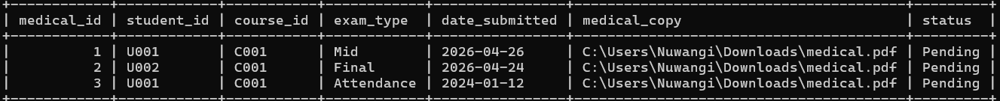 | medical_id | student_id | course_id | exam_type | date_submitted | medical_copy | status |
| 1 | U001 | C001 | Mid | 2026-04-26 | C:\Users\Nuwangi\Downloads\medical.pdf | Pending |
| 2 | U002 | C001 | Final | 2026-04-24 | C:\Users\Nuwangi\Downloads\medical.pdf | Pending |
| 3 | U001 | C001 | Attendance | 2024-01-12 | C:\Users\Nuwangi\Downloads\medical.pdf | Pending |